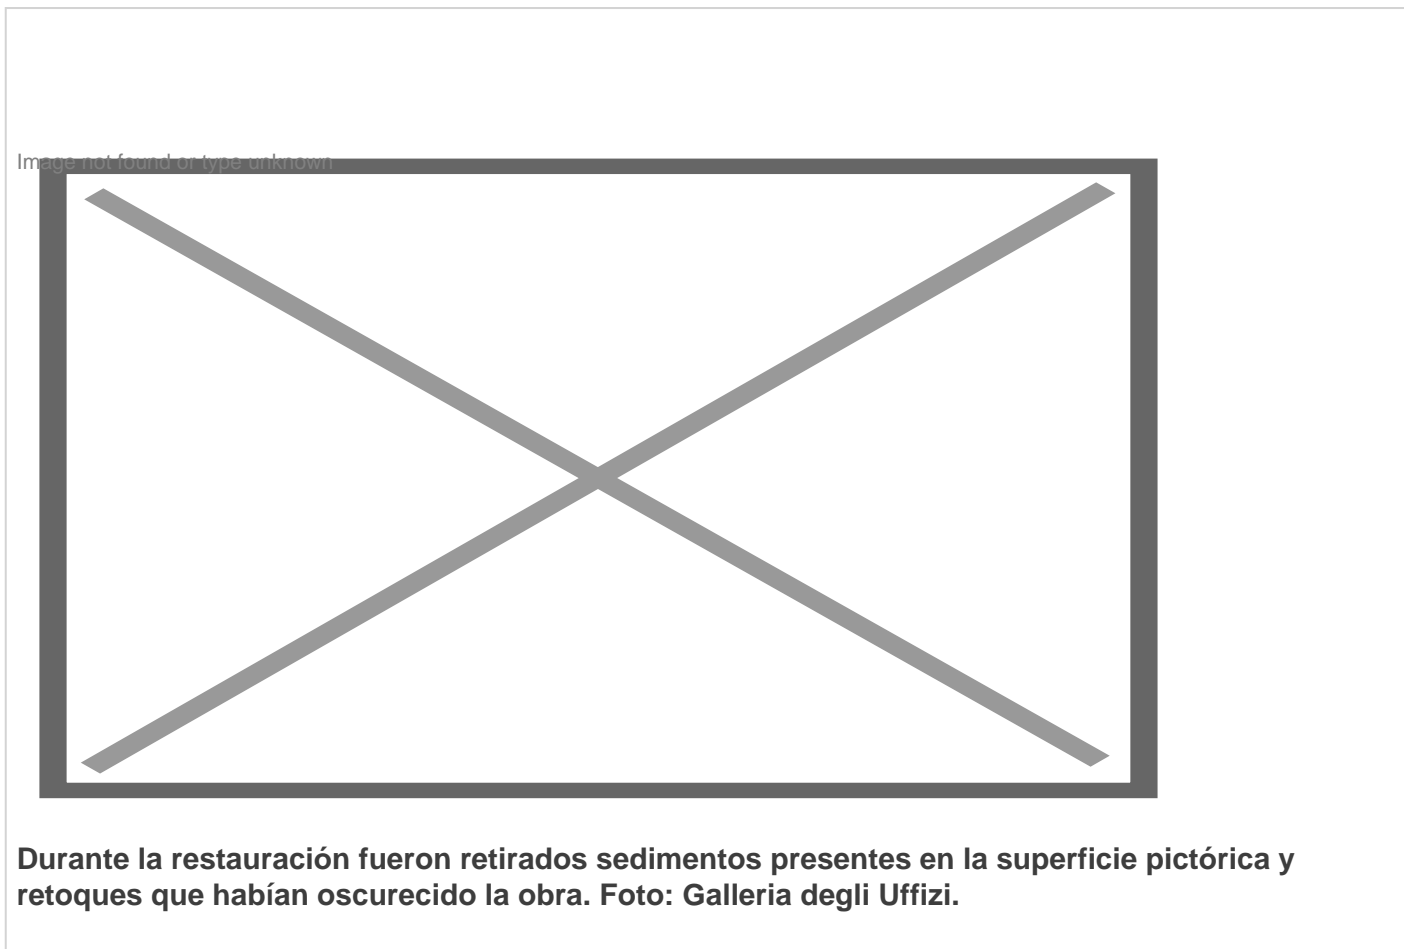 Image not found or type unknown
Durante la restauración fueron retirados sedimentos presentes en la superficie pictórica y
retoques que habían oscurecido la obra. Foto: Galleria degli Uffizi.